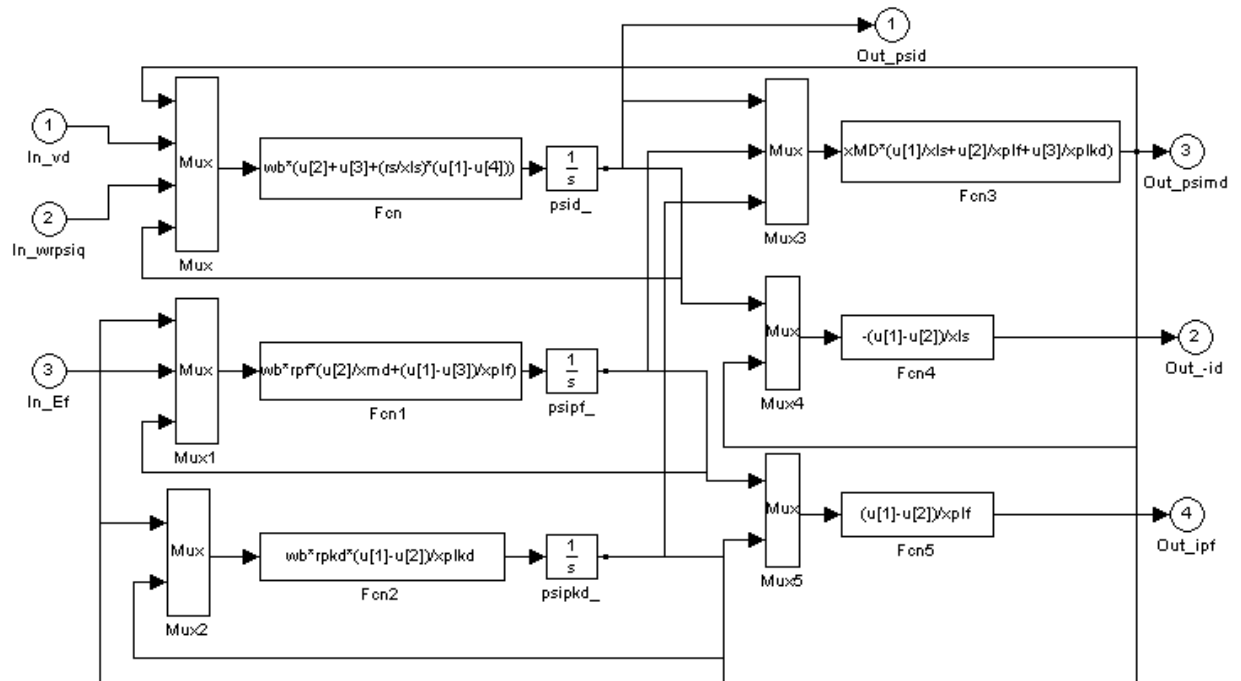 1
Out_psid
1
In_vd
2
In_wrpsiq
Mux
Mux
wb*(u[2]+u[3]+(rs/xls)*(u[1]-u[4]))
Fcn
1
s
psid_
Mux
Mux3
xMD*(u[1]/xls+u[2]/xplf+u[3]/xplkd)
Fcn3
3
Out_psimd
3
In_Ef
Mux
Mux1
wb*rpf*(u[2]/xmd+(u[1]-u[3])/xplf)
Fcn1
1
s
psipf_
Mux
Mux4
-(u[1]-u[2])/xls
Fcn4
2
Out_-id
Mux
Mux2
wb*rpkd*(u[1]-u[2])/xplkd
Fcn2
1
s
psipkd_
Mux
Mux5
(u[1]-u[2])/xplf
Fcn5
4
Out_ipf